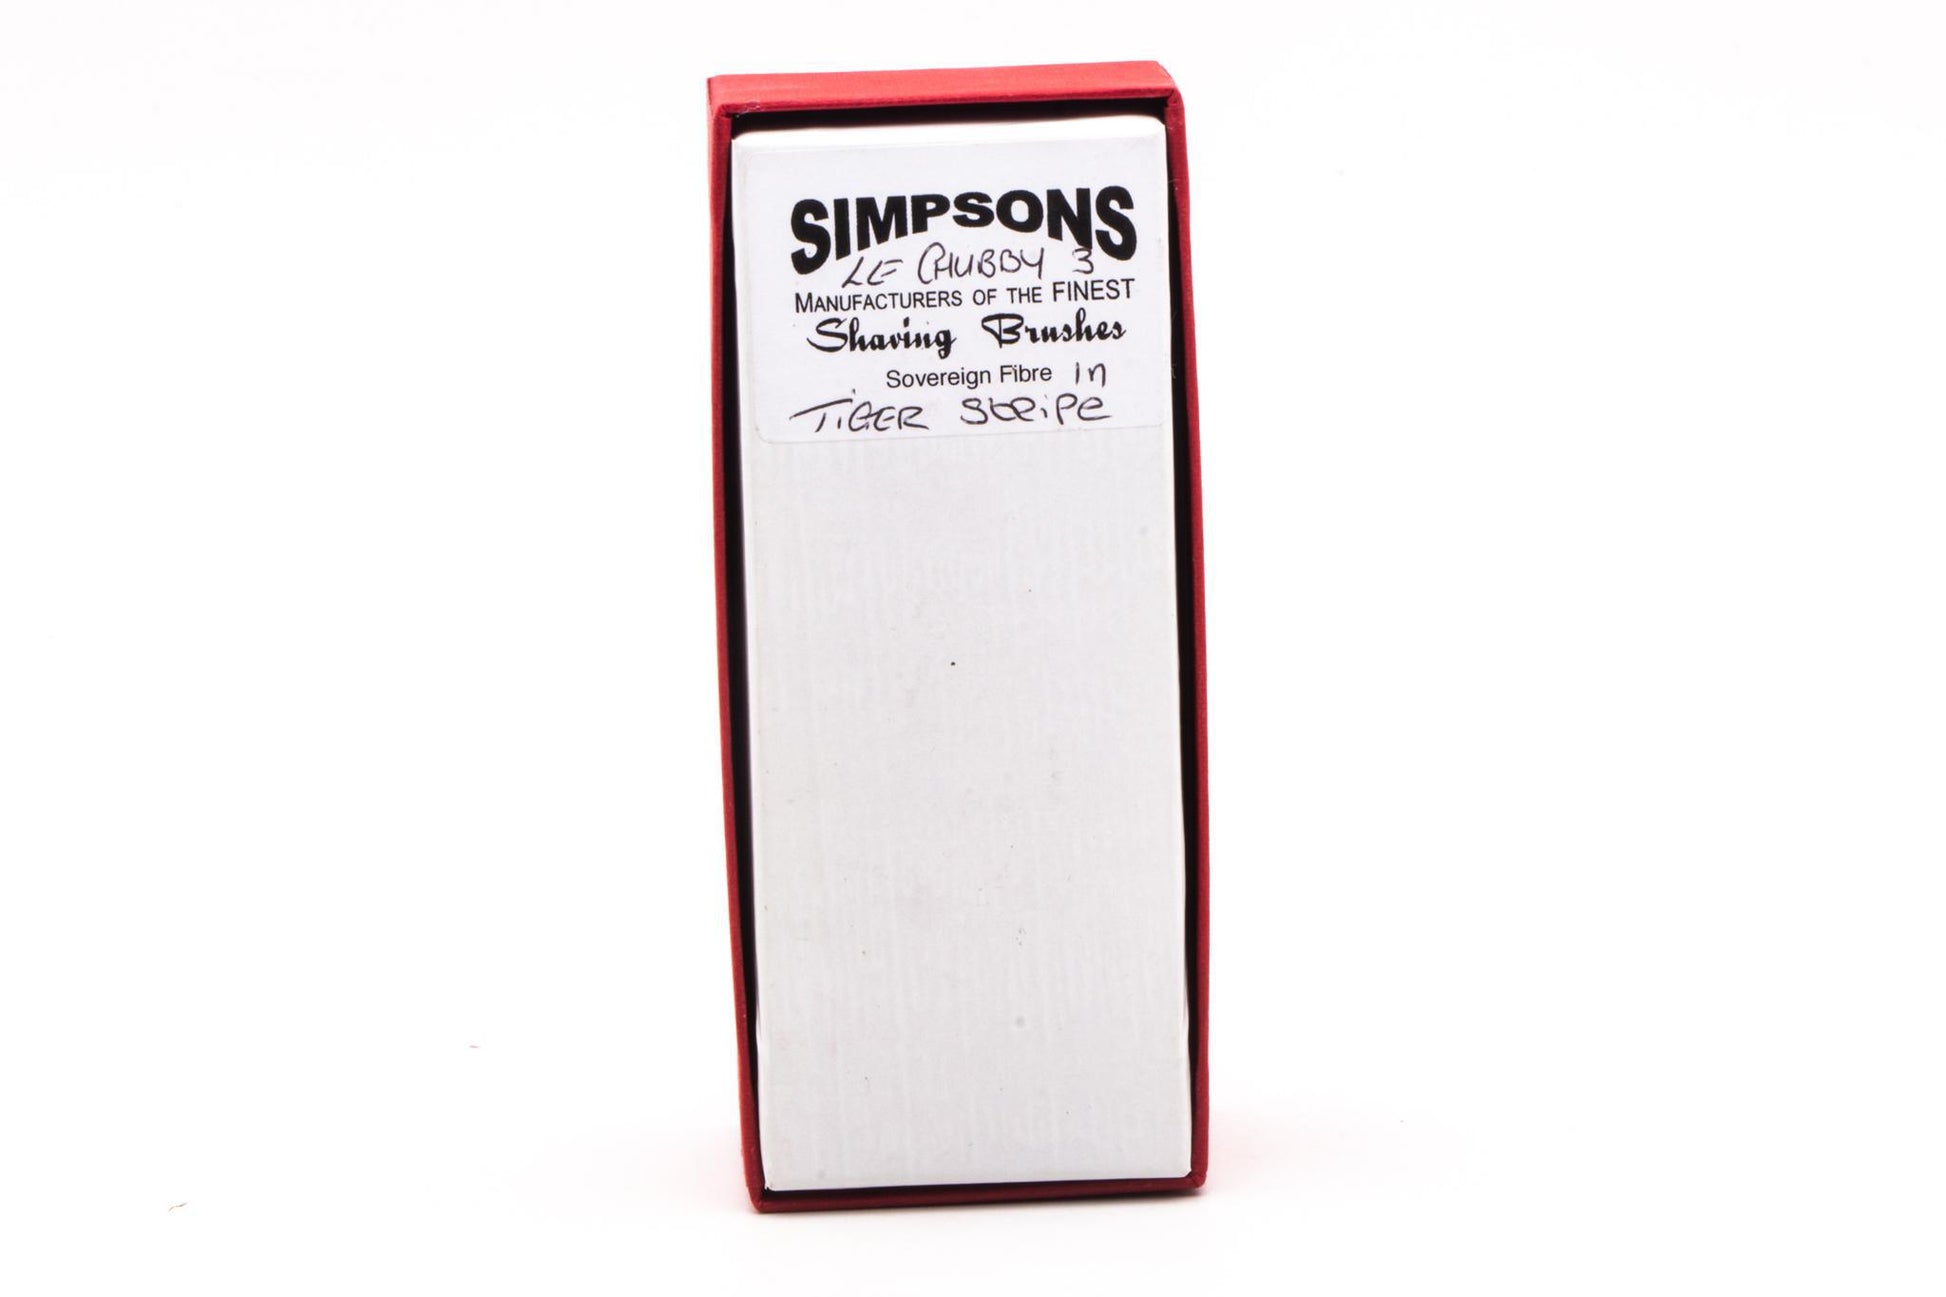 SIMPSONS
LE CHUBBY 3
MANUFACTURERS OF THE FINEST
Shaving Brushes
Sovereign Fibre in
TIGER StRiPe